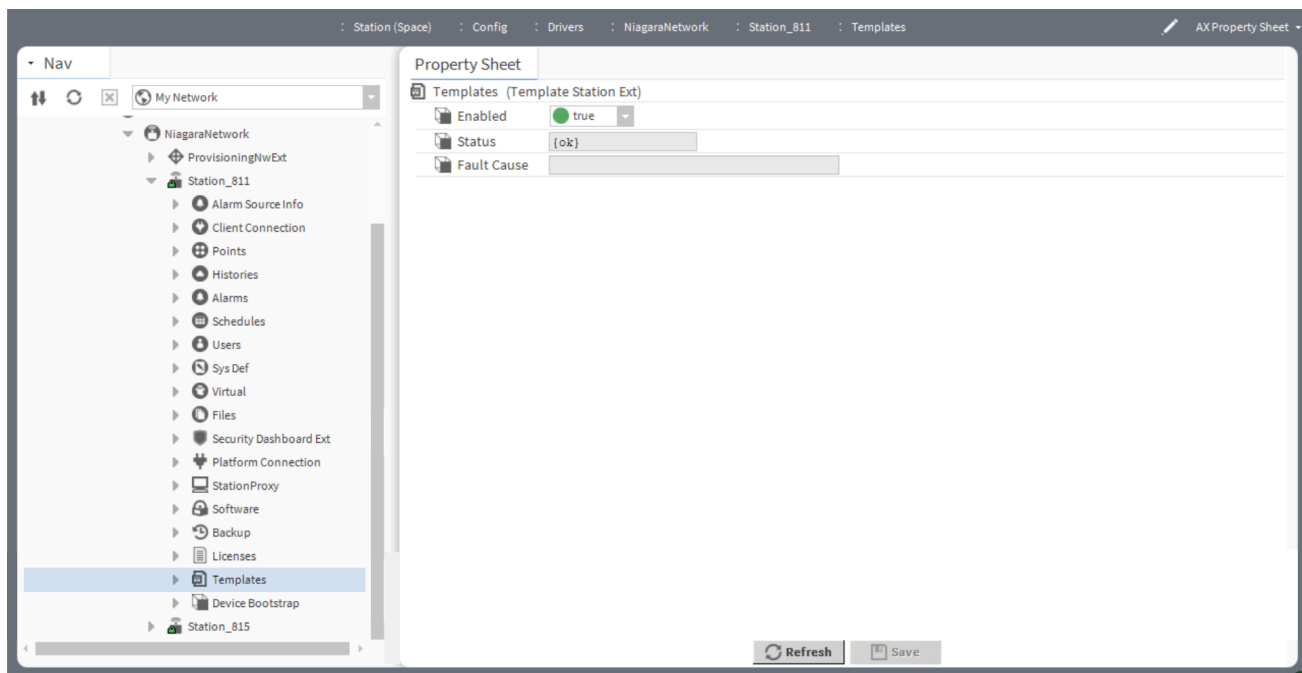 : Station (Space) : Config : Drivers : NiagaraNetwork : Station_811 : Templates AX Property Sheet
Nav
My Network
NiagaraNetwork
ProvisioningNwExt
Station_811
Alarm Source Info
Client Connection
Points
Histories
Alarms
Schedules
Users
Sys Def
Virtual
Files
Security Dashboard Ext
Platform Connection
StationProxy
Software
Backup
Licenses
Templates
Device Bootstrap
Station_815
Property Sheet
Templates (Template Station Ext)
Enabled true
Status {ok}
Fault Cause
Refresh Save